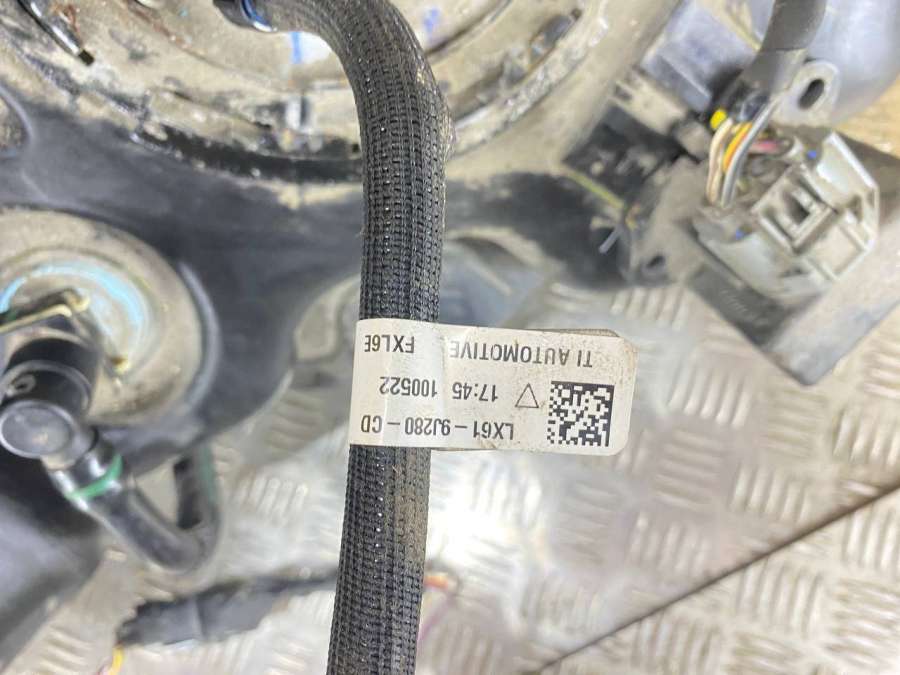 LX61-9J280-CD
17:45 100522
TI AUTOMOTIVE FXL6E